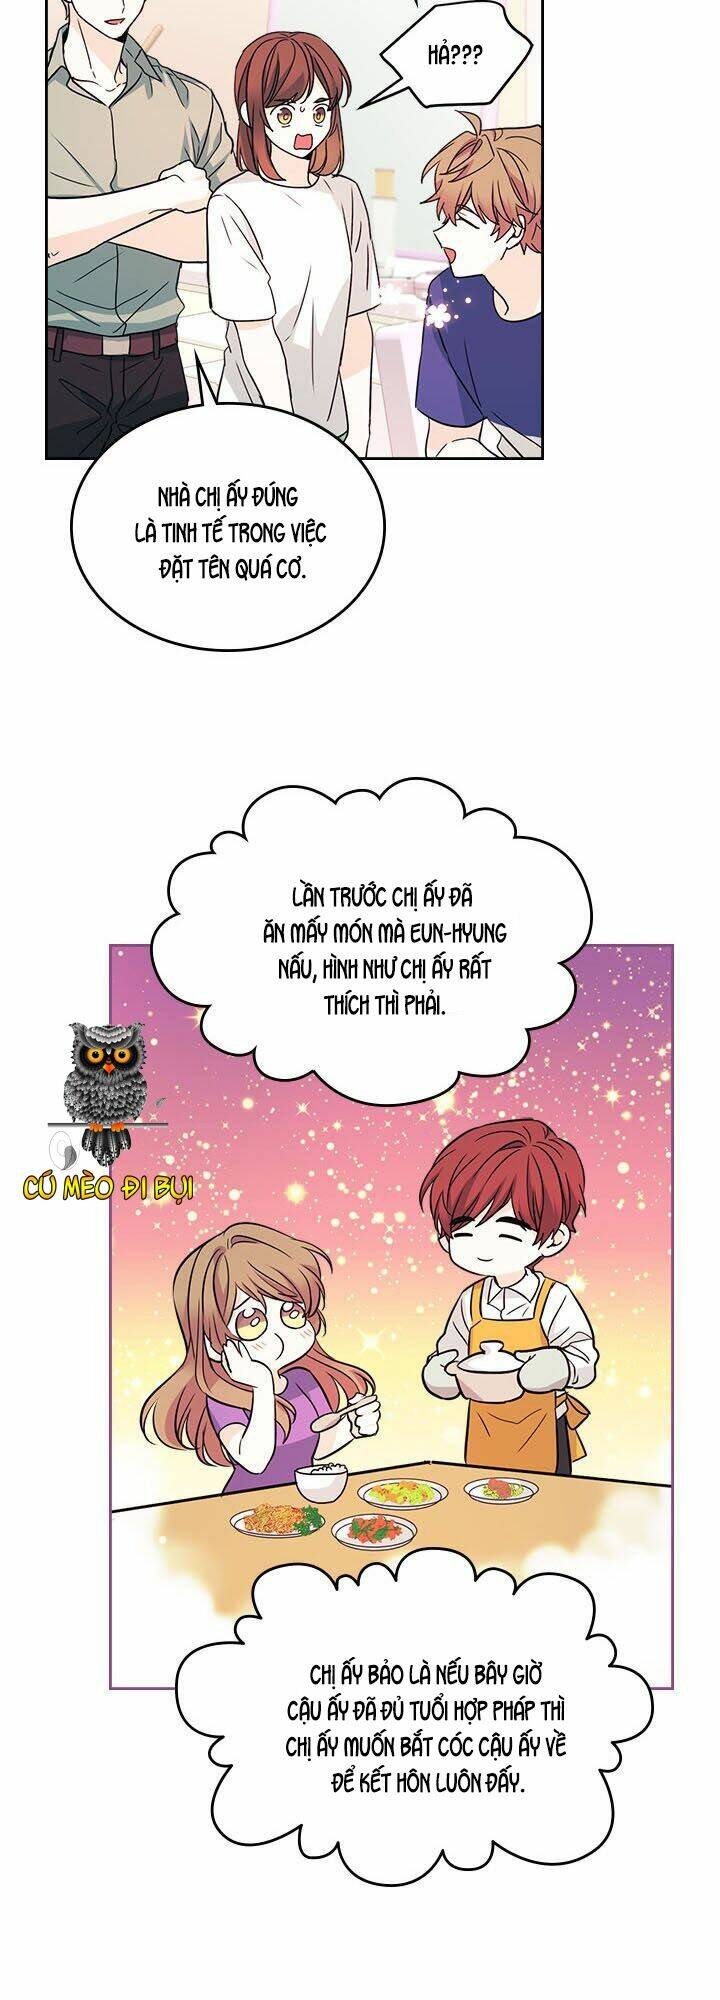 HẢ???
NHÀ CHỊ ẤY ĐÚNG
LÀ TINH TẾ TRONG VIỆC
ĐẶT TÊN QUÁ CƠ.
LẦN TRƯỚC CHỊ ẤY ĐÃ
ĂN MẤY MÓN MÀ EUN-HYUNG
NẤU, HÌNH NHƯ CHỊ ẤY RẤT
THÍCH THÌ PHẢI.
CÚ MÈO ĐI BỤI
CHỊ ẤY BẢO LÀ NẾU BÂY GIỜ
CẬU ẤY ĐÃ ĐỦ TUỔI HỢP PHÁP THÌ
CHỊ ẤY MUỐN BẮT CÓC CẬU ẤY VỀ
ĐỂ KẾT HÔN LUÔN ĐẤY.